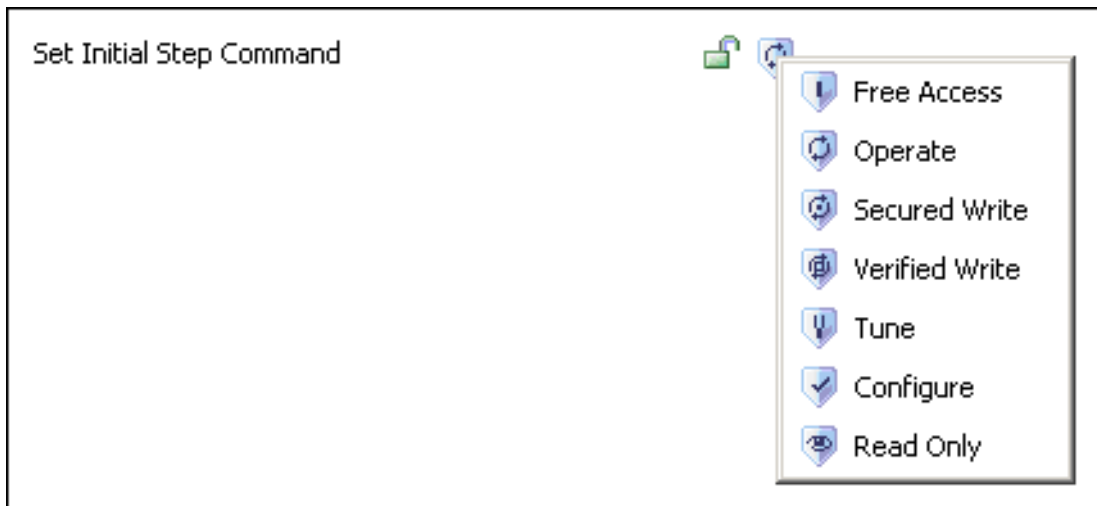 Set Initial Step Command
Free Access
Operate
Secured Write
Verified Write
Tune
Configure
Read Only